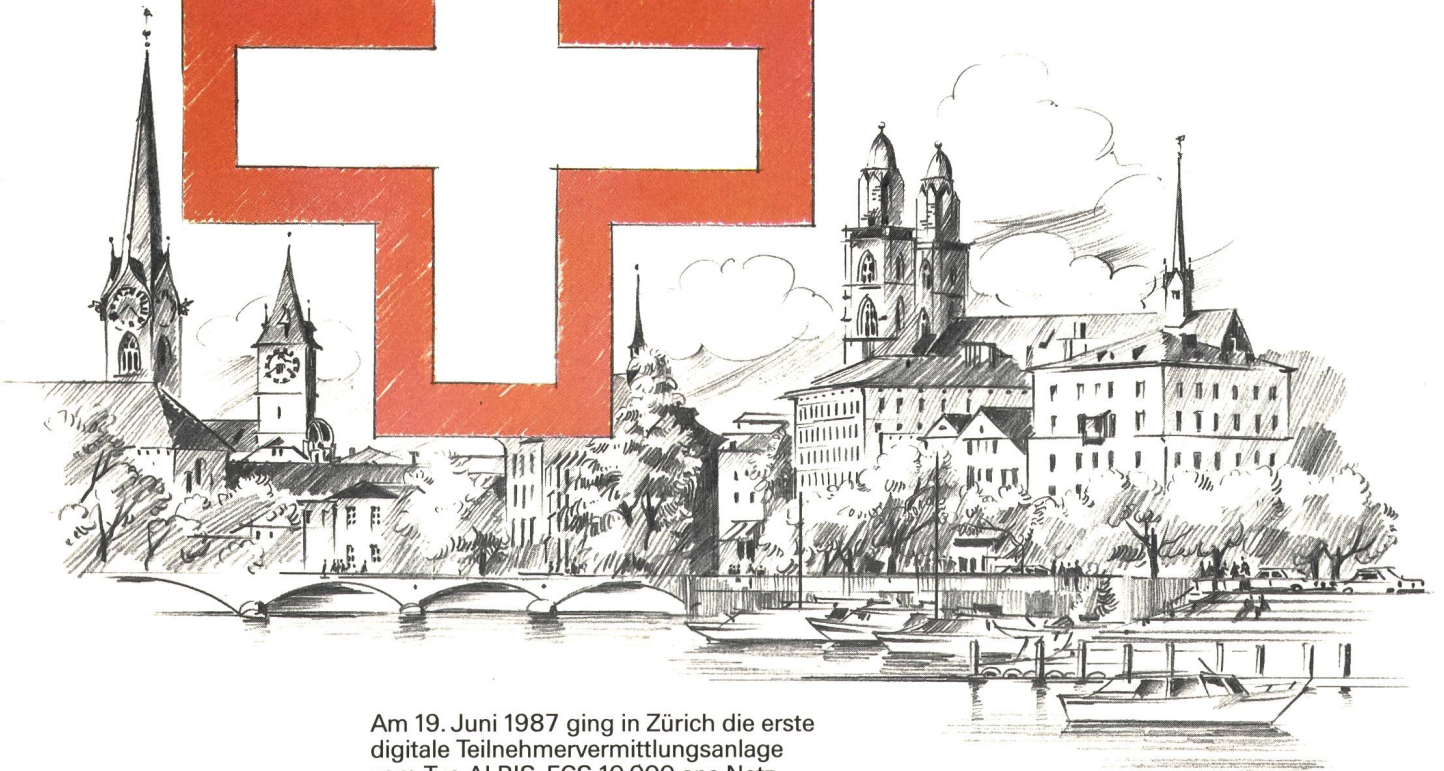 Am 19. Juni 1987 ging in Zürich die erste
digitale Teilnehmervermittlungsanlage